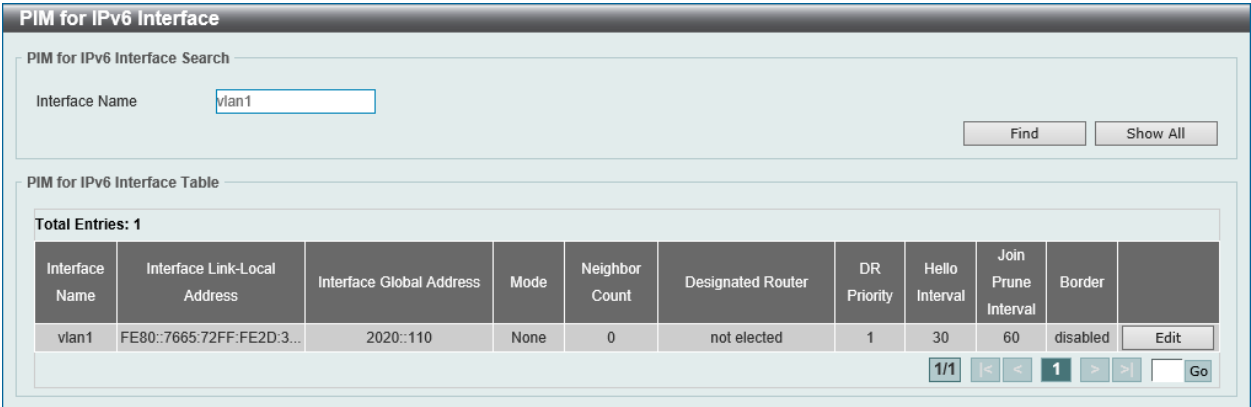 PIM for IPv6 Interface
PIM for IPv6 Interface Search
Interface Name vlan1
Find Show All
PIM for IPv6 Interface Table
Total Entries: 1
Interface Name Interface Link-Local Address Interface Global Address Mode Neighbor Count Designated Router DR Priority Hello Interval Join Prune Interval Border
vlan1 FE80::7665:72FF:FE2D:3... 2020::110 None 0 not elected 1 30 60 disabled Edit
1/1 |< < 1 > >| Go